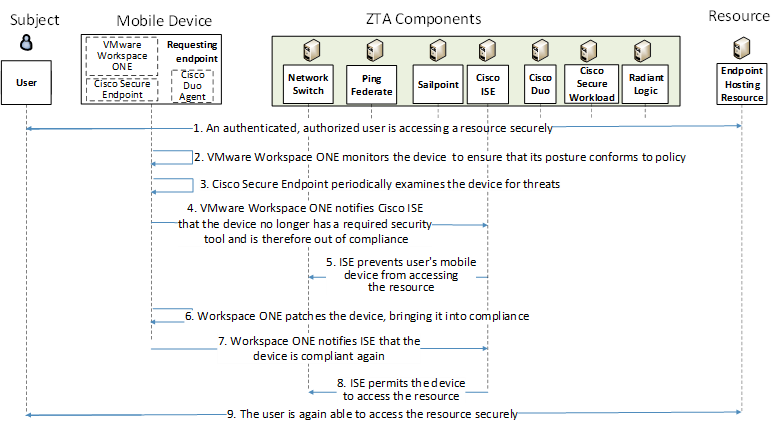 Subject
Mobile Device
ZTA Components
Resource
User
VMware
Workspace
ONE
Requesting
endpoint
Cisco Secure
Endpoint
Cisco
Duo
Agent
Network
Switch
Ping
Federate
Sailpoint
Cisco
ISE
Cisco
Duo
Cisco
Secure
Workload
Radiant
Logic
Endpoint
Hosting
Resource
1. An authenticated, authorized user is accessing a resource securely
2. VMware Workspace ONE monitors the device to ensure that its posture conforms to policy
3. Cisco Secure Endpoint periodically examines the device for threats
4. VMware Workspace ONE notifies Cisco ISE
that the device no longer has a required security
tool and is therefore out of compliance
5. ISE prevents user's mobile
device from accessing
the resource
6. Workspace ONE patches the device, bringing it into compliance
7. Workspace ONE notifies ISE that the
device is compliant again
8. ISE permits the device
to access the resource
9. The user is again able to access the resource securely